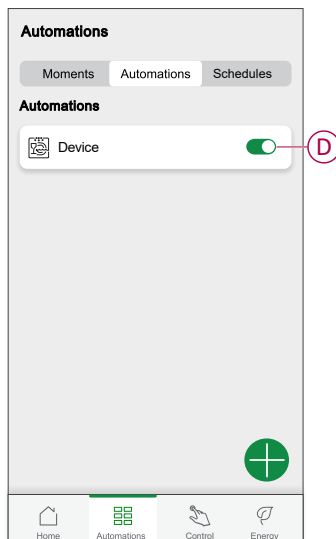 Automations
Moments Automations Schedules
Automations
Device
D
Home Automations Control Energy